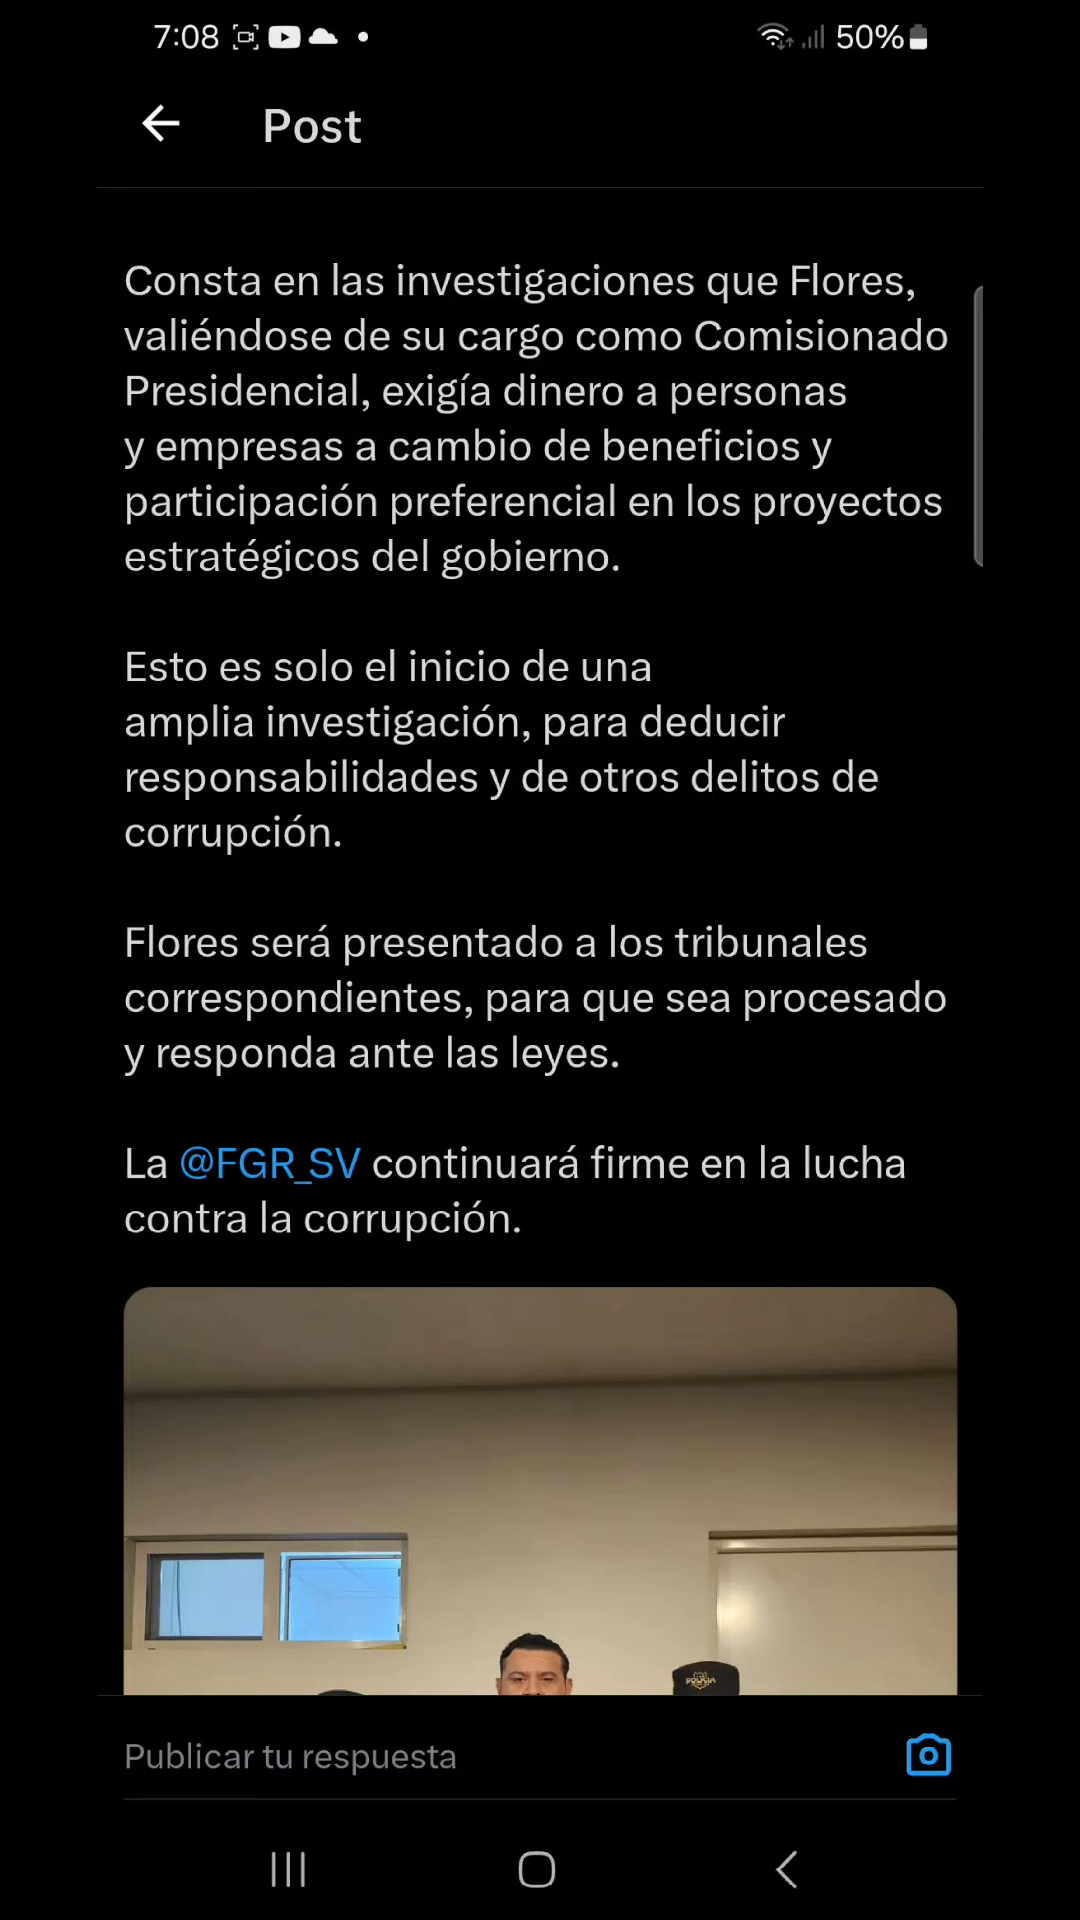 7:08
50%
Post
Consta en las investigaciones que Flores,
valiéndose de su cargo como Comisionado
Presidencial, exigía dinero a personas
y empresas a cambio de beneficios y
participación preferencial en los proyectos
estratégicos del gobierno.
Esto es solo el inicio de una
amplia investigación, para deducir
responsabilidades y de otros delitos de
corrupción.
Flores será presentado a los tribunales
correspondientes, para que sea procesado
y responda ante las leyes.
La @FGR_SV continuará firme en la lucha
contra la corrupción.
POLICIA
Publicar tu respuesta